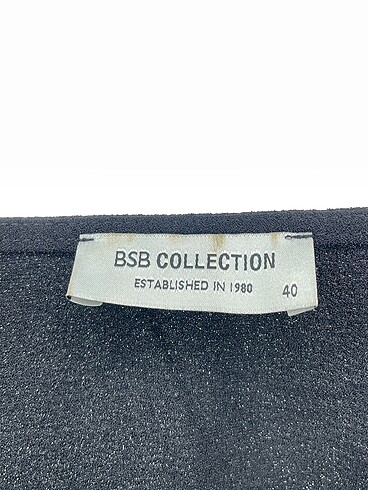 BSB COLLECTION
ESTABLISHED IN 1980
40